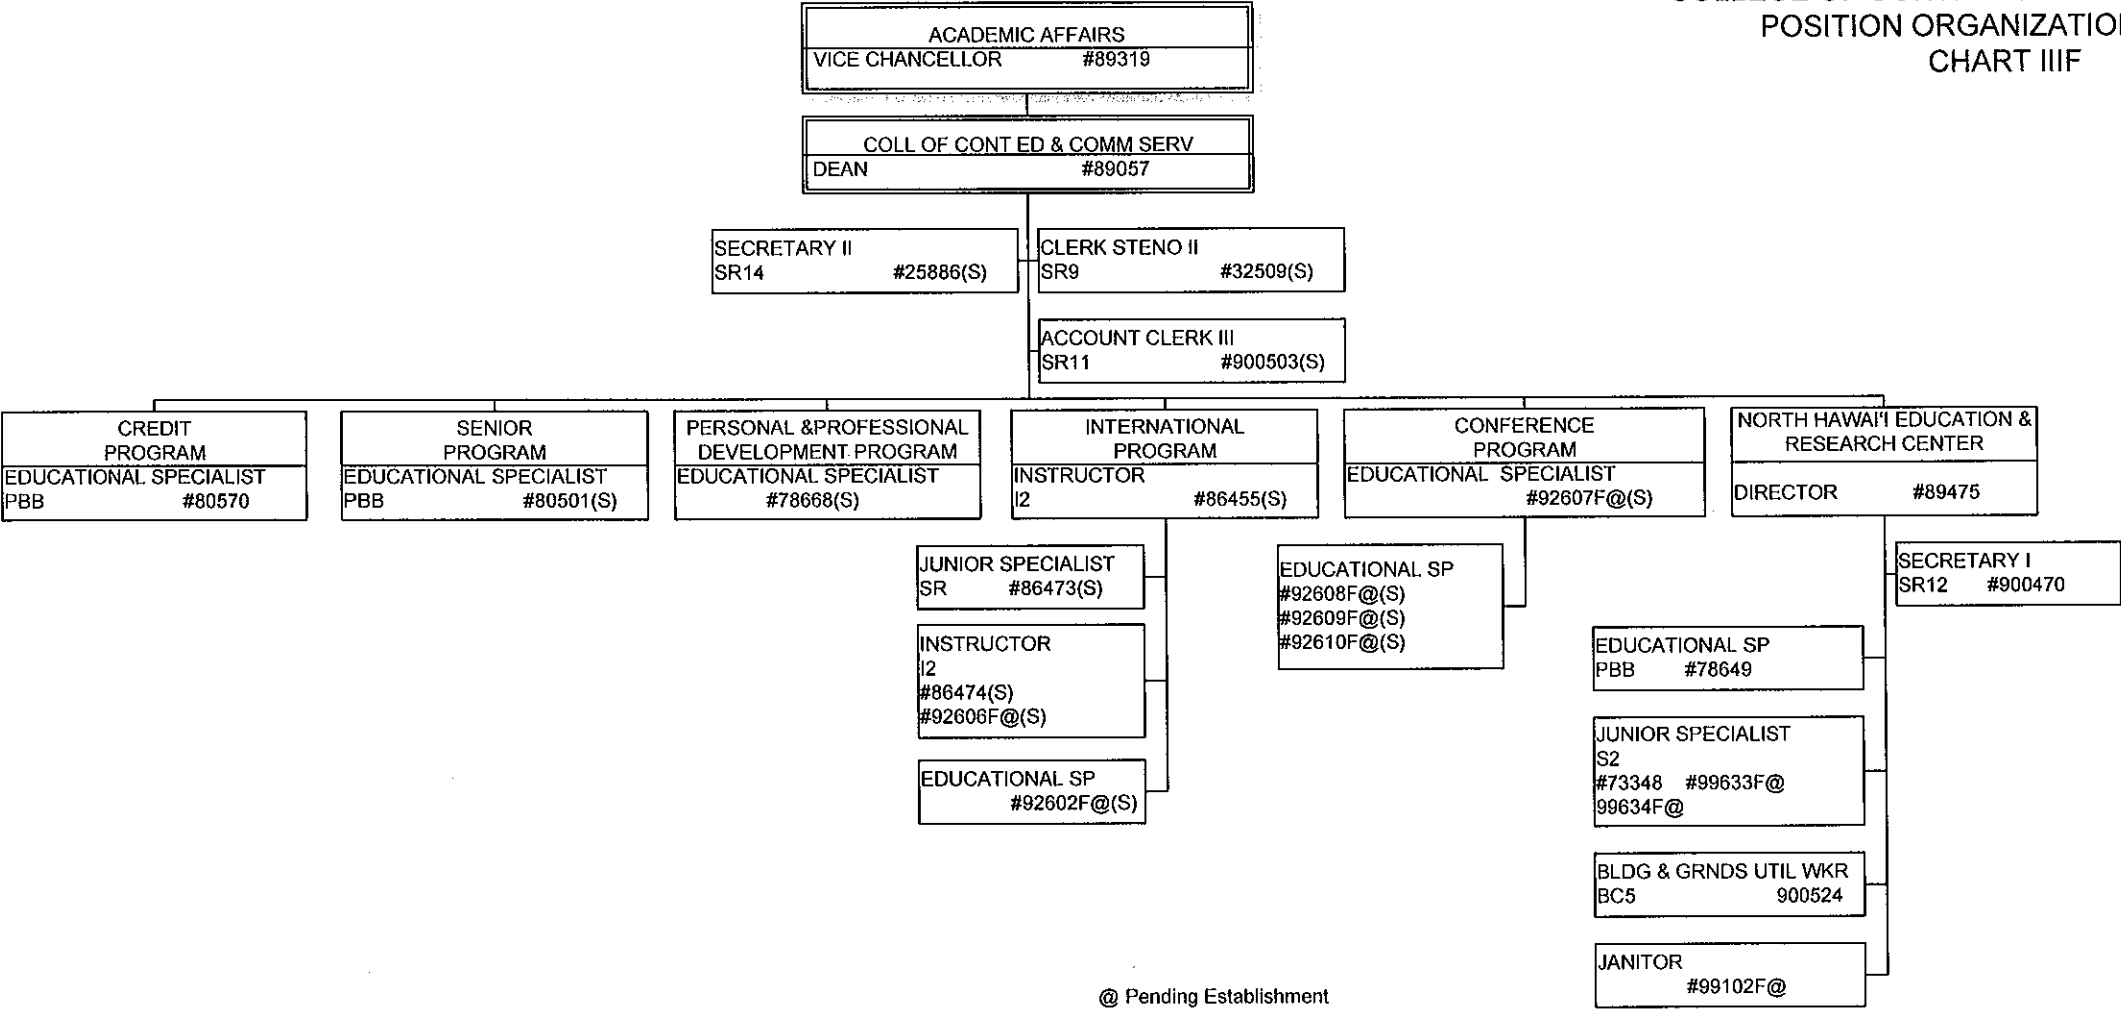 POSITION ORGANIZATION
CHART IIIF
ACADEMIC AFFAIRS
VICE CHANCELLOR #89319
COLL OF CONT ED & COMM SERV
DEAN #89057
SECRETARY II
SR14 #25886(S)
CLERK STENO II
SR9 #32509(S)
ACCOUNT CLERK III
SR11 #900503(S)
CREDIT
PROGRAM
EDUCATIONAL SPECIALIST
PBB #80570
SENIOR
PROGRAM
EDUCATIONAL SPECIALIST
PBB #80501(S)
PERSONAL &PROFESSIONAL
DEVELOPMENT PROGRAM
EDUCATIONAL SPECIALIST
#78668(S)
INTERNATIONAL
PROGRAM
INSTRUCTOR
I2 #86455(S)
CONFERENCE
PROGRAM
EDUCATIONAL SPECIALIST
#92607F@(S)
NORTH HAWAI'I EDUCATION &
RESEARCH CENTER
DIRECTOR #89475
JUNIOR SPECIALIST
SR #86473(S)
INSTRUCTOR
I2
#86474(S)
#92606F@(S)
EDUCATIONAL SP
#92602F@(S)
EDUCATIONAL SP
#92608F@(S)
#92609F@(S)
#92610F@(S)
SECRETARY I
SR12 #900470
EDUCATIONAL SP
PBB #78649
JUNIOR SPECIALIST
S2
#73348 #99633F@
99634F@
BLDG & GRNDS UTIL WKR
BC5 900524
JANITOR
#99102F@
@ Pending Establishment